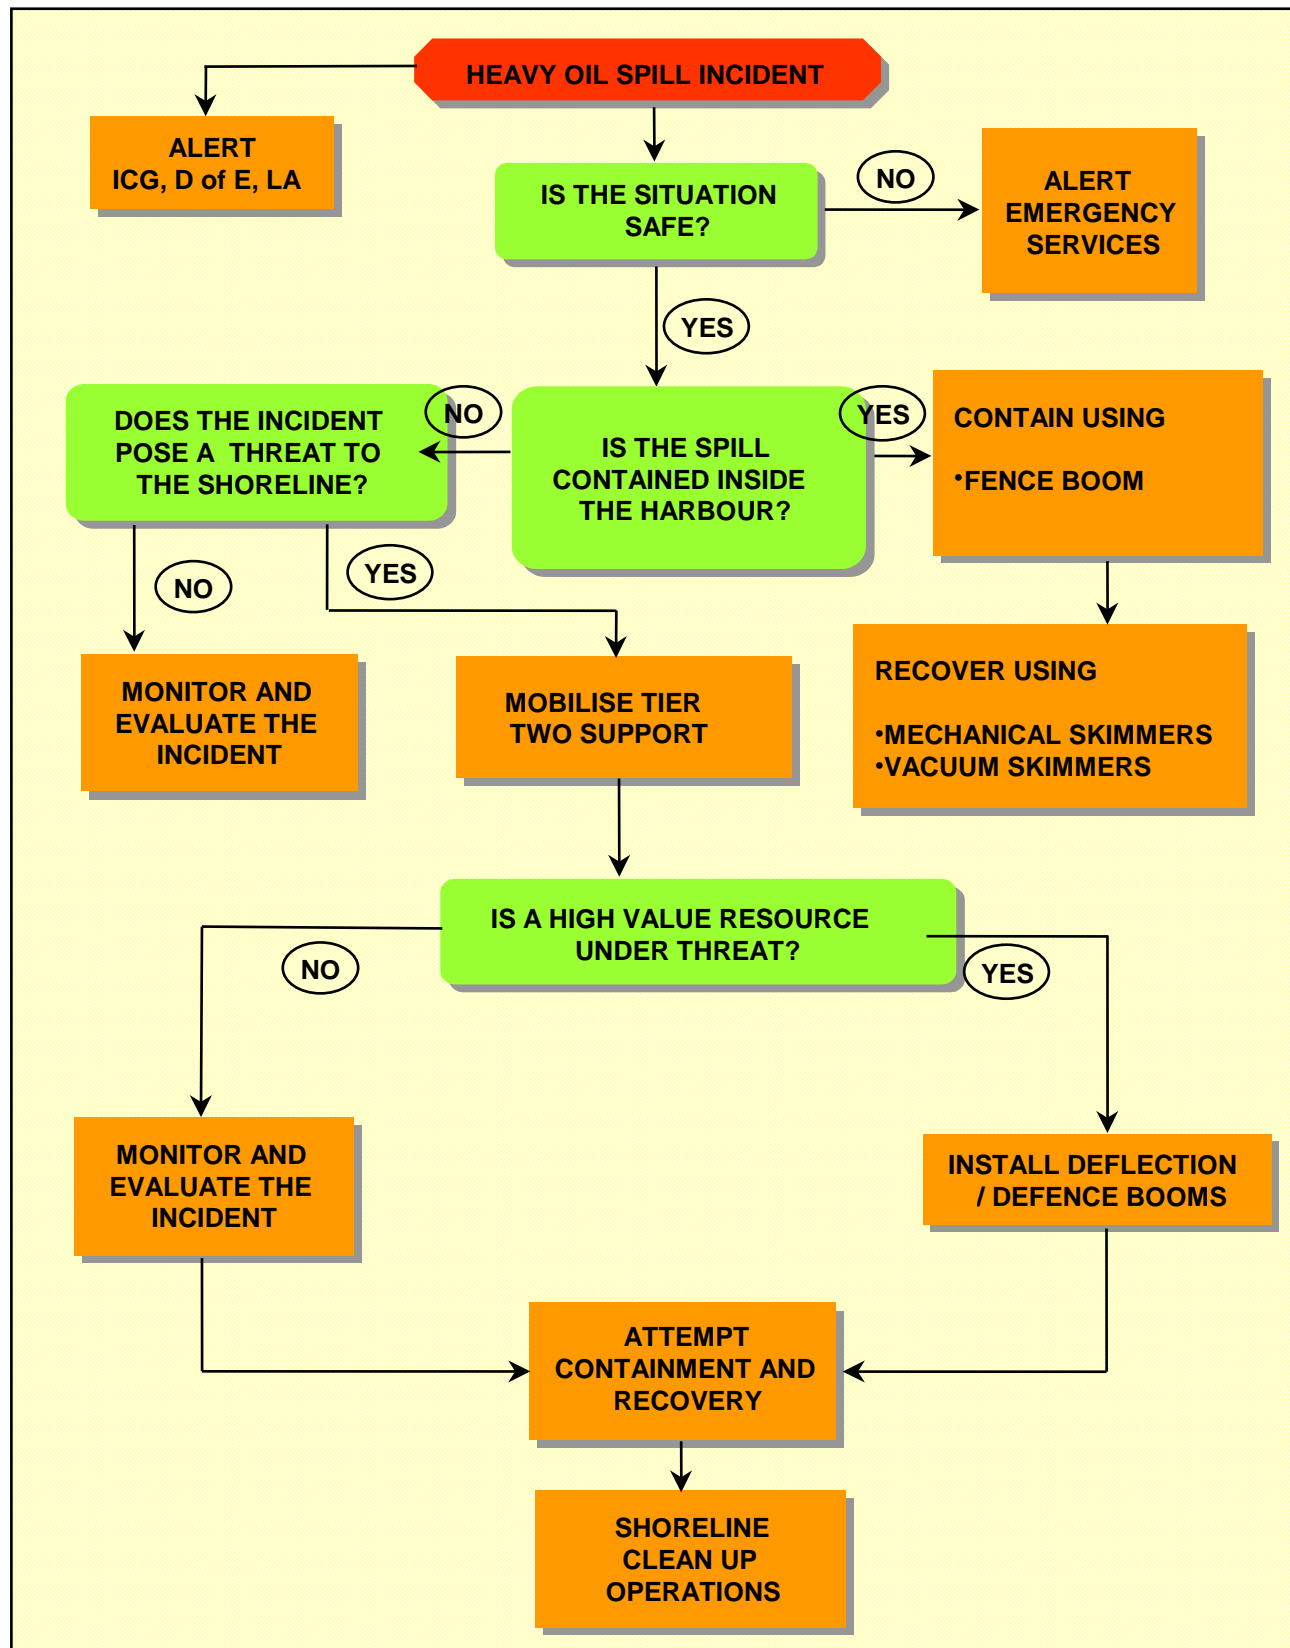 HEAVY OIL SPILL INCIDENT
ALERT
ICG, D of E, LA
IS THE SITUATION
SAFE?
NO
ALERT
EMERGENCY
SERVICES
YES
DOES THE INCIDENT
POSE A THREAT TO
THE SHORELINE?
NO
IS THE SPILL
CONTAINED INSIDE
THE HARBOUR?
YES
CONTAIN USING
•FENCE BOOM
NO
YES
MONITOR AND
EVALUATE THE
INCIDENT
MOBILISE TIER
TWO SUPPORT
RECOVER USING
•MECHANICAL SKIMMERS
•VACUUM SKIMMERS
IS A HIGH VALUE RESOURCE
UNDER THREAT?
NO
YES
MONITOR AND
EVALUATE THE
INCIDENT
INSTALL DEFLECTION
/ DEFENCE BOOMS
ATTEMPT
CONTAINMENT AND
RECOVERY
SHORELINE
CLEAN UP
OPERATIONS